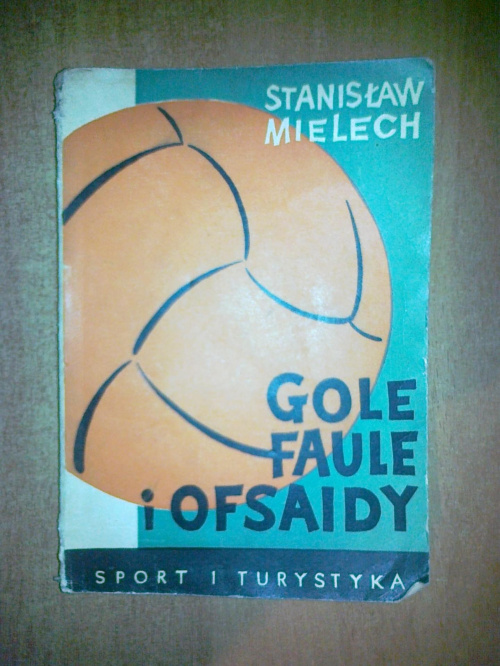 STANISŁAW
MIELECH
GOLE
FAULE
i OFSAIDY
SPORT I TURYSTYKA